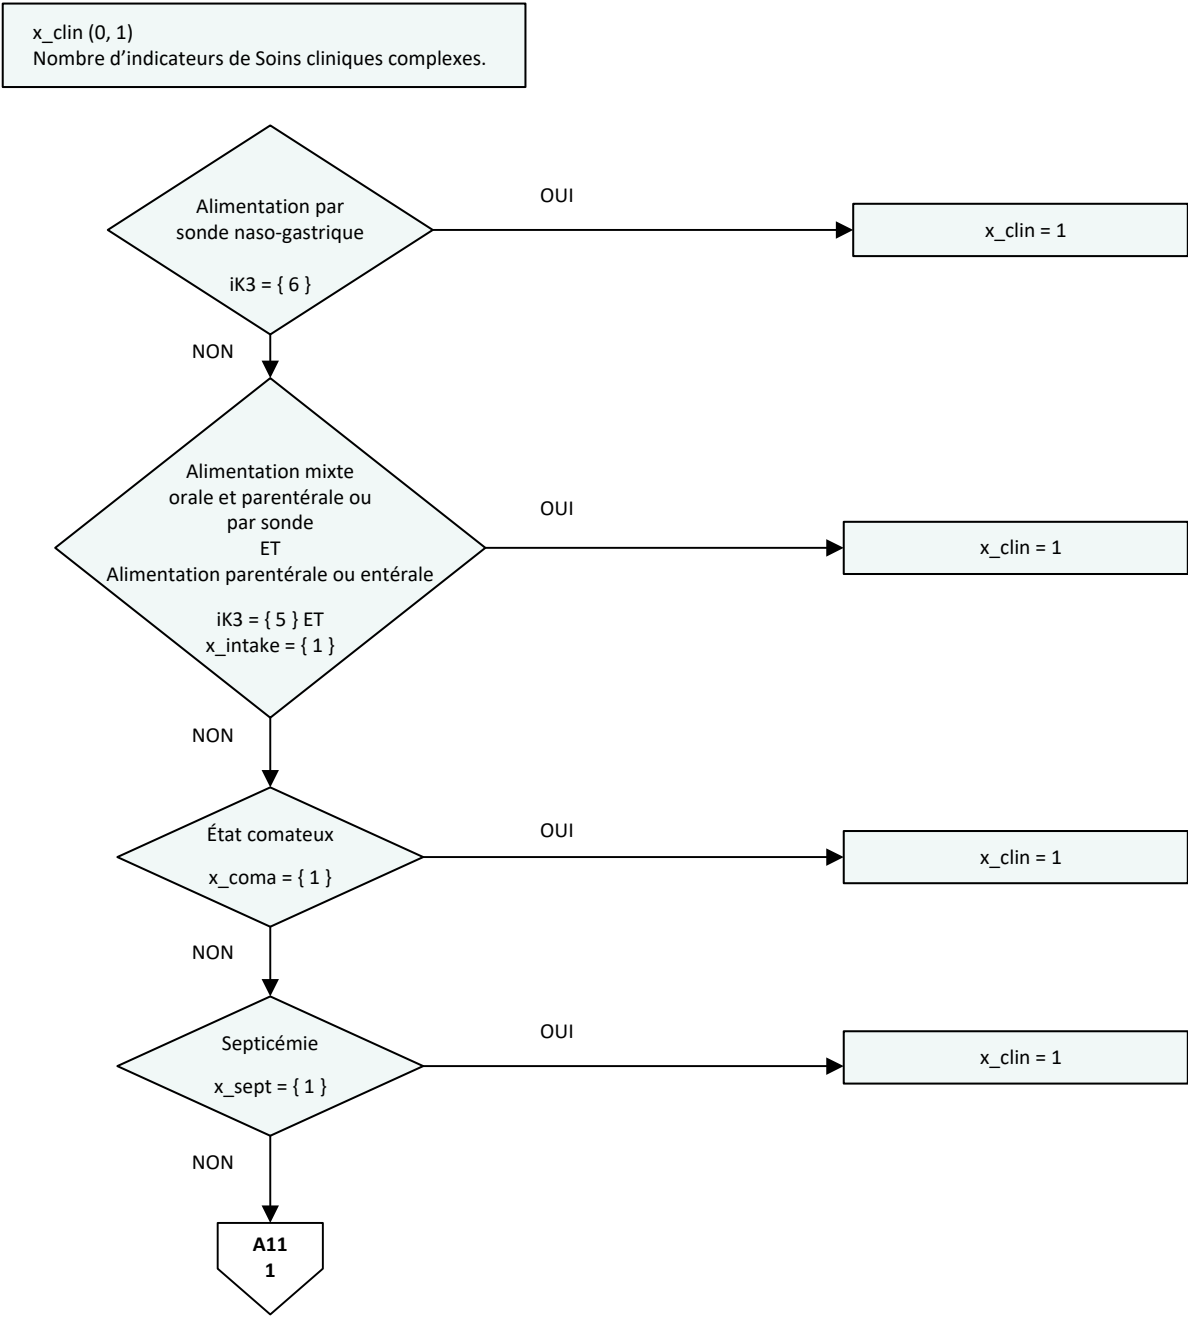 x_clin (0, 1)
Nombre d’indicateurs de Soins cliniques complexes.
Alimentation par
sonde naso-gastrique
iK3 = { 6 }
OUI
x_clin = 1
NON
Alimentation mixte
orale et parentérale ou
par sonde
ET
Alimentation parentérale ou entérale
iK3 = { 5 } ET
x_intake = { 1 }
OUI
x_clin = 1
NON
État comateux
x_coma = { 1 }
OUI
x_clin = 1
NON
Septicémie
x_sept = { 1 }
OUI
x_clin = 1
NON
A11
1